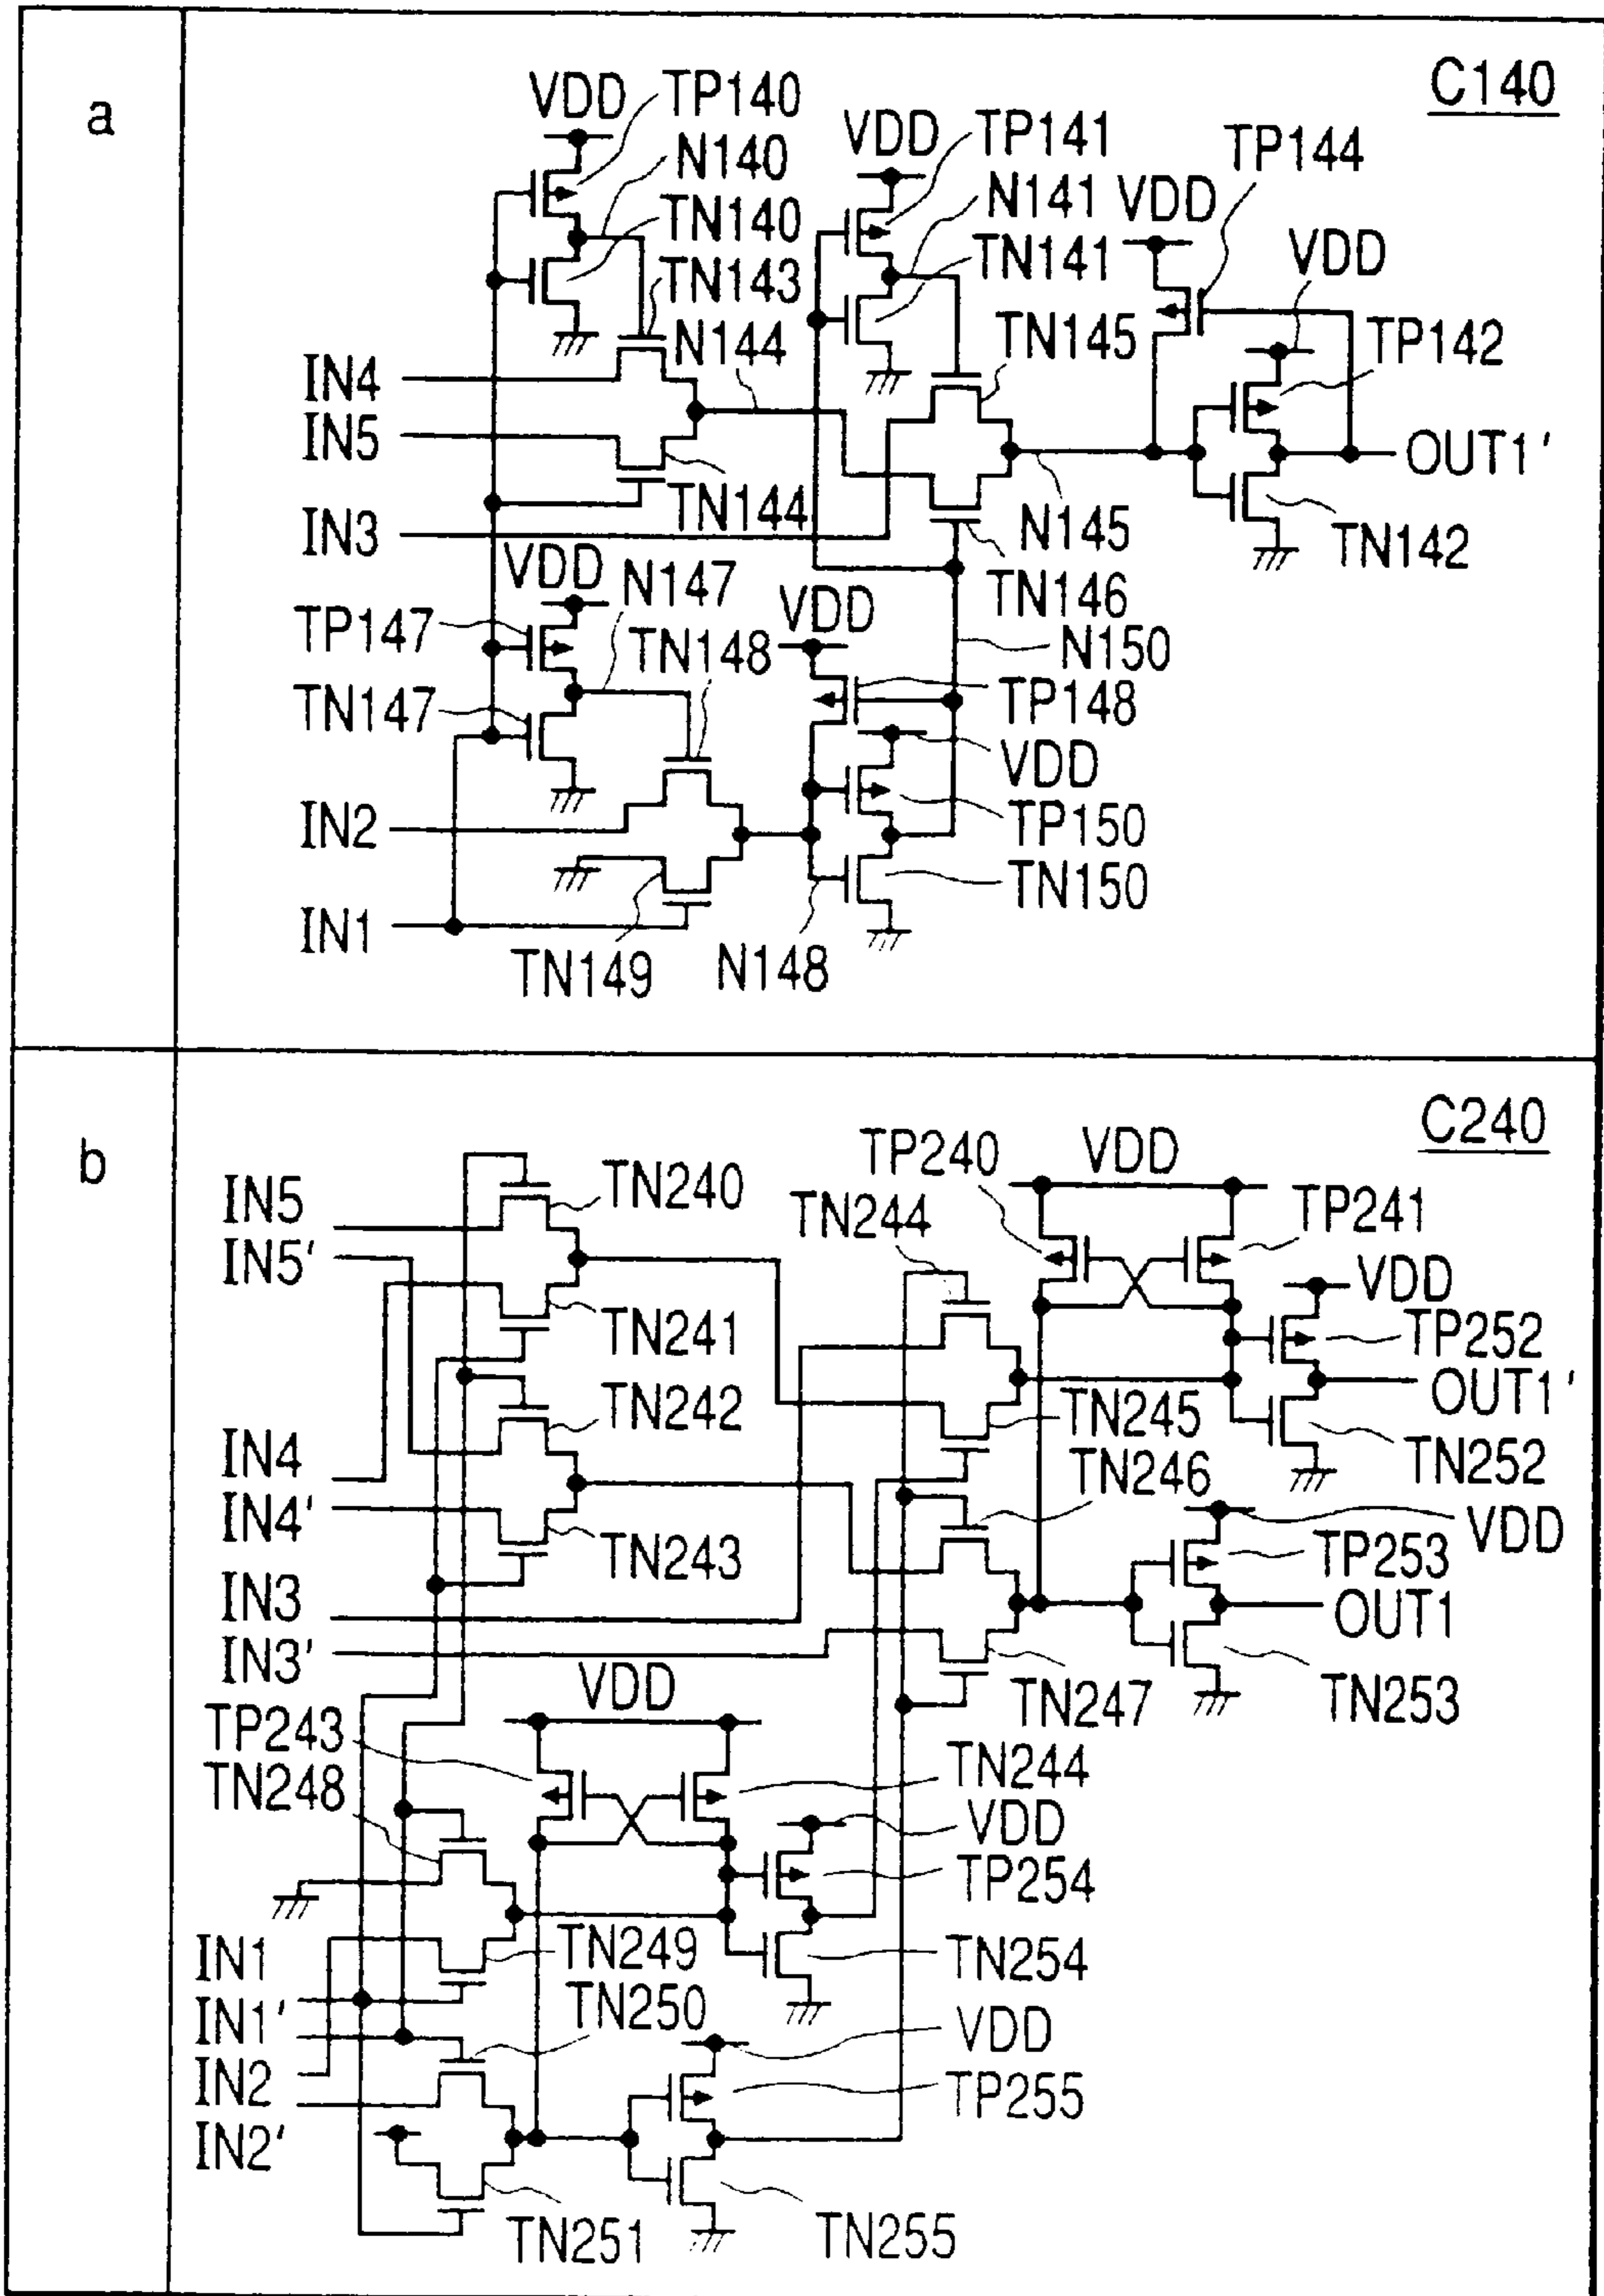 a
C140
VDD
TP140
N140
TN140
TN143
VDD
TP141
N141
TN141
TP144
VDD
VDD
TP142
IN4
N144
TN145
IN5
OUT1'
TN144
IN3
N145
TN142
TN146
VDD
N147
TP147
TN148
VDD
N150
TN147
TP148
VDD
IN2
TP150
TN150
IN1
TN149
N148
b
C240
IN5
TN240
IN5'
TP240
VDD
TN244
TP241
VDD
TN241
TP252
TN242
TN245
OUT1'
IN4
TN246
TN252
IN4'
TN243
VDD
TP253
IN3
OUT1
IN3'
VDD
TN247
TN253
TP243
TN248
TN244
VDD
TP254
IN1
TN249
TN254
IN1'
TN250
VDD
IN2
TP255
IN2'
TN251
TN255